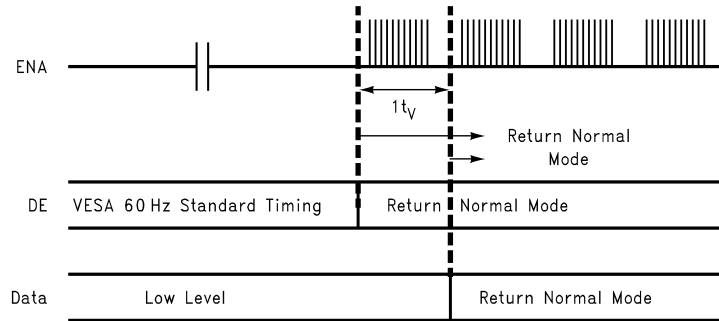 ENA
1tV
Return Normal
Mode
DE VESA 60 Hz Standard Timing Return Normal Mode
Data Low Level Return Normal Mode